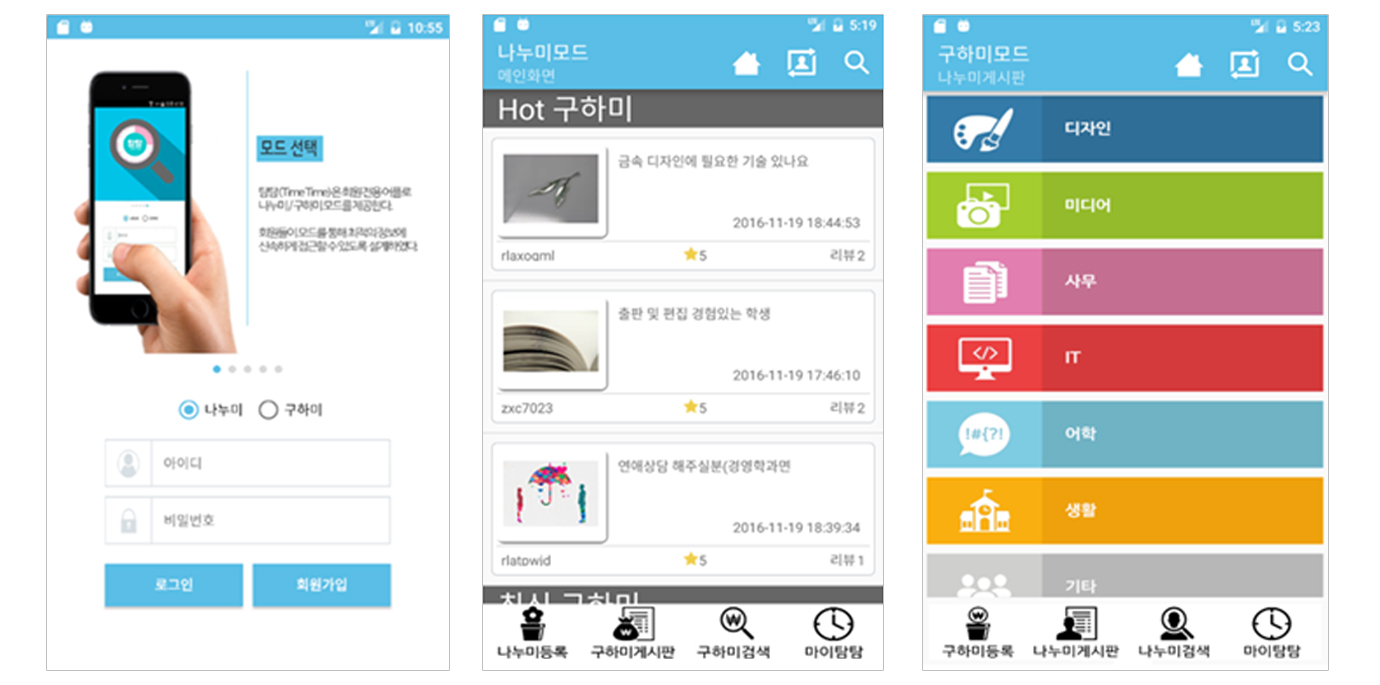 10:55
모드 선택
탐탐(Time Time)은 회원전용어플로
나누미/구하미 모드를 제공한다.
회원들이 모드를 통해 최적의 정보에
신속하게 접근할 수 있도록 설계하였다.
나누미
구하미
아이디
비밀번호
로그인
회원가입
5:19
나누미모드
메인화면
Hot 구하미
금속 디자인에 필요한 기술 있나요
2016-11-19 18:44:53
rlaxoqml
5
리뷰 2
출판 및 편집 경험있는 학생
2016-11-19 17:46:10
zxc7023
5
리뷰 2
연애상담 해주실분(경영학과면
2016-11-19 18:39:34
rlatpwid
5
리뷰 1
나누미등록
구하미게시판
구하미검색
마이탐탐
5:23
구하미모드
나누미게시판
디자인
미디어
사무
</>
IT
!#{?!
어학
생활
기타
구하미등록
나누미게시판
나누미검색
마이탐탐